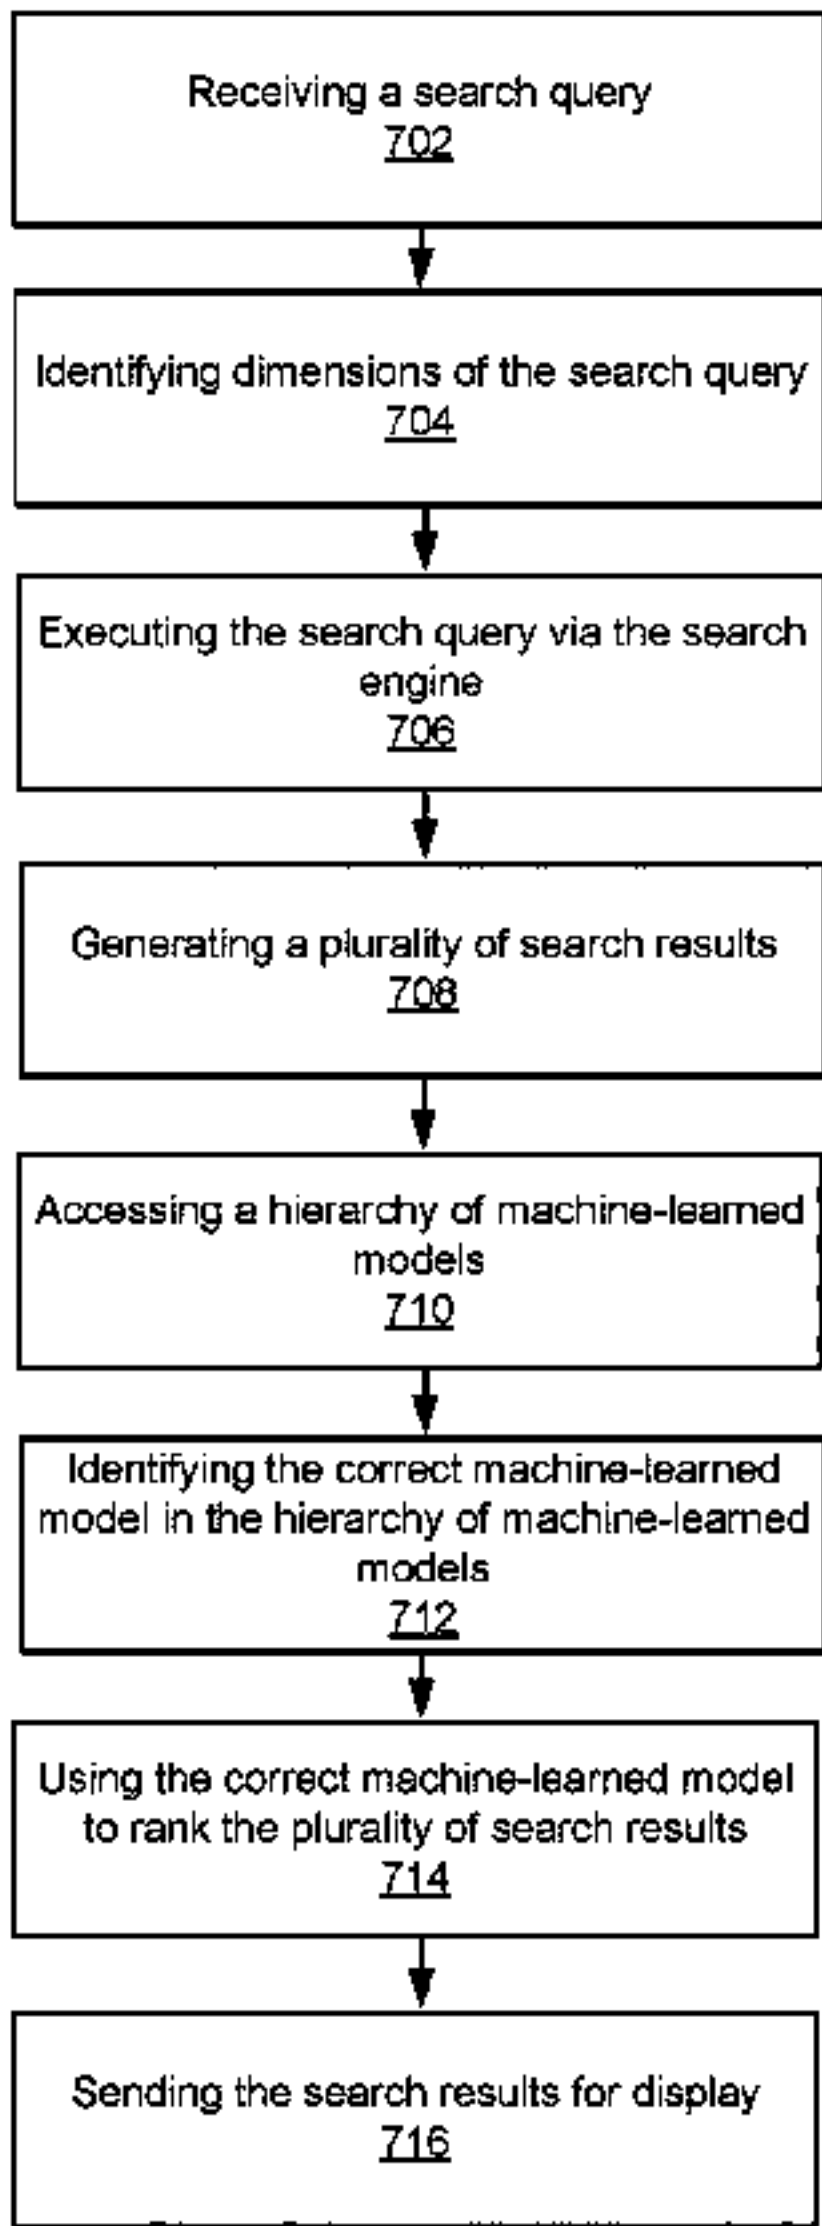 Receiving a search query
702
Identifying dimensions of the search query
704
Executing the search query via the search
engine
706
Generating a plurality of search results
708
Accessing a hierarchy of machine-learned
models
710
Identifying the correct machine-learned
model in the hierarchy of machine-learned
models
712
Using the correct machine-learned model
to rank the plurality of search results
714
Sending the search results for display
716